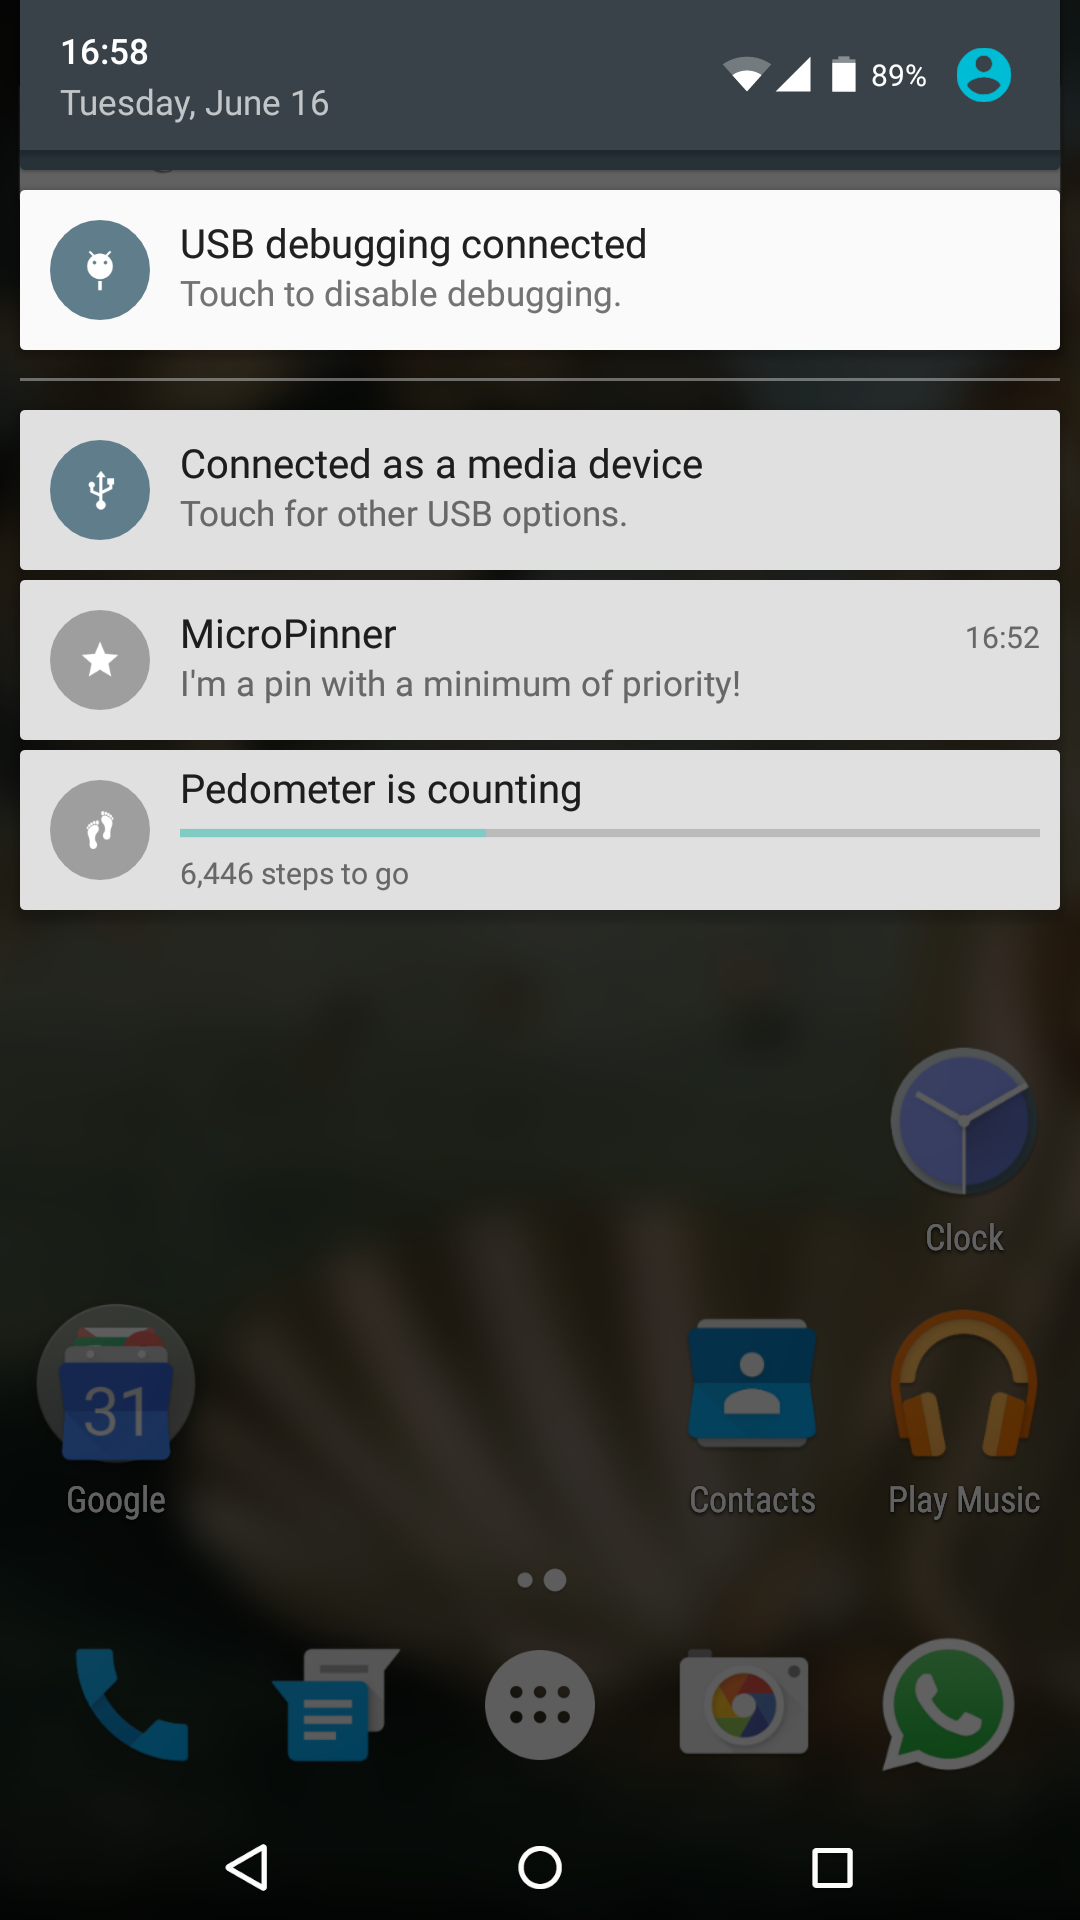 16:58
89%
Tuesday, June 16
USB debugging connected
Touch to disable debugging.
Connected as a media device
Touch for other USB options.
MicroPinner
16:52
I'm a pin with a minimum of priority!
Pedometer is counting
6,446 steps to go
Clock
31
Google
Contacts
Play Music